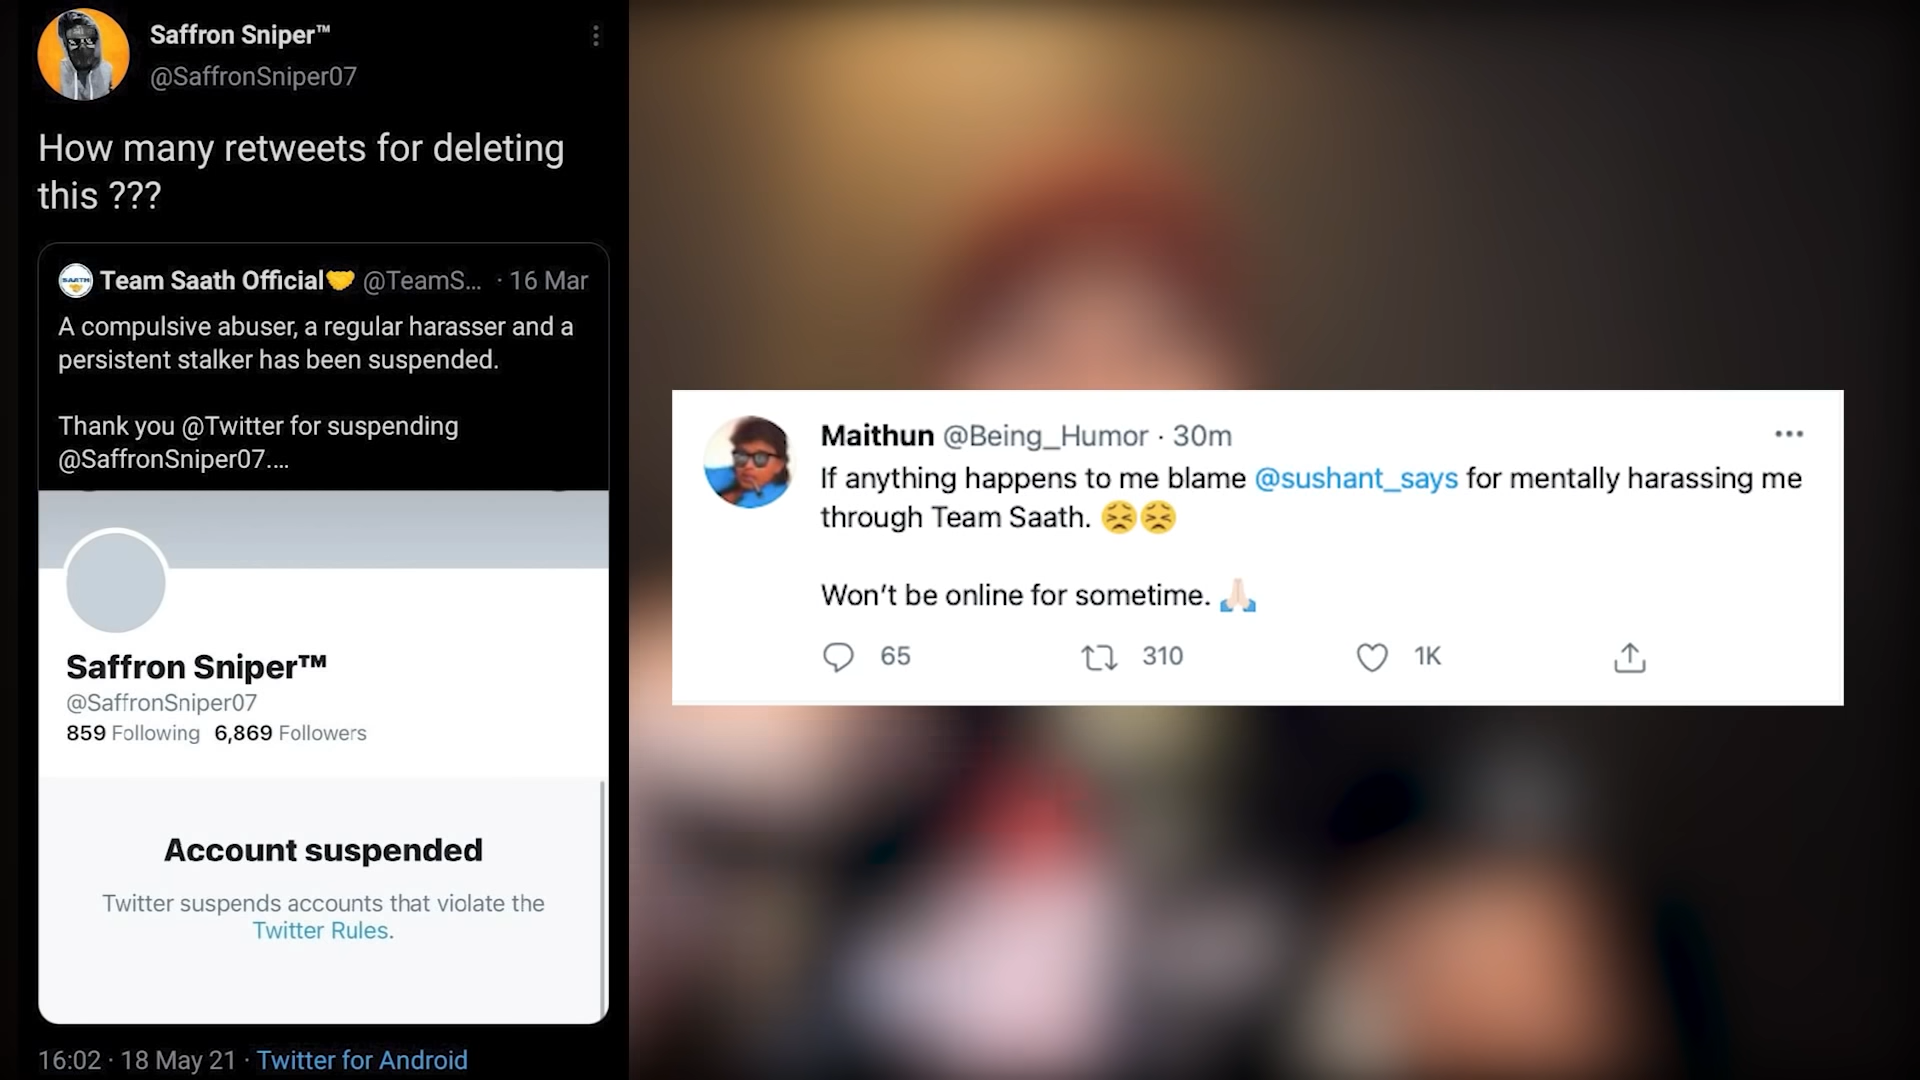 Saffron Sniper™
@SaffronSniper07
How many retweets for deleting
this ???
Team Saath Official🤝 @TeamS... · 16 Mar
A compulsive abuser, a regular harasser and a
persistent stalker has been suspended.
Thank you @Twitter for suspending
@SaffronSniper07....
Saffron Sniper™
@SaffronSniper07
859 Following 6,869 Followers
Account suspended
Twitter suspends accounts that violate the
Twitter Rules.
16:02 · 18 May 21 · Twitter for Android
Maithun @Being_Humor · 30m
If anything happens to me blame @sushant_says for mentally harassing me
through Team Saath. 😣😣
Won’t be online for sometime. 🙏🏻
65 310 1K